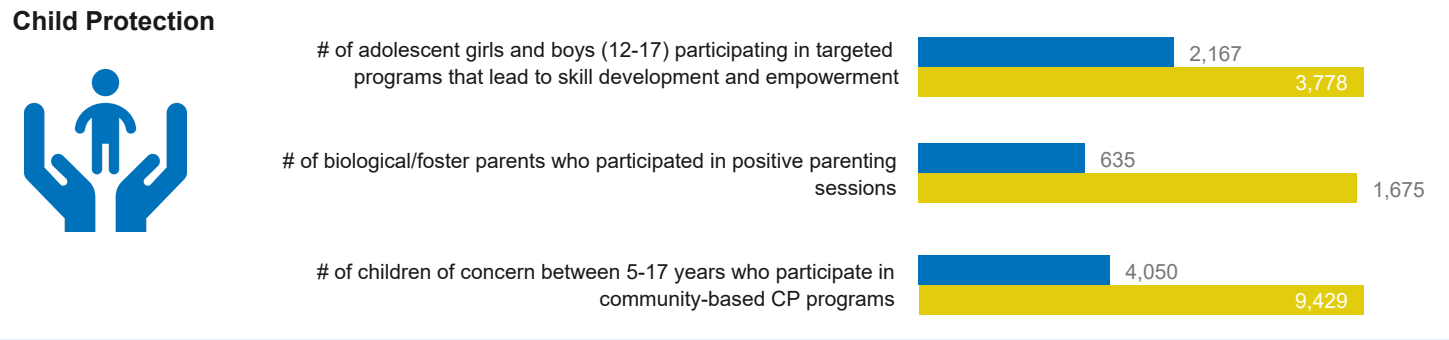 Child Protection
# of adolescent girls and boys (12-17) participating in targeted
programs that lead to skill development and empowerment
2,167
3,778
# of biological/foster parents who participated in positive parenting
sessions
635
1,675
# of children of concern between 5-17 years who participate in
community-based CP programs
4,050
9,429